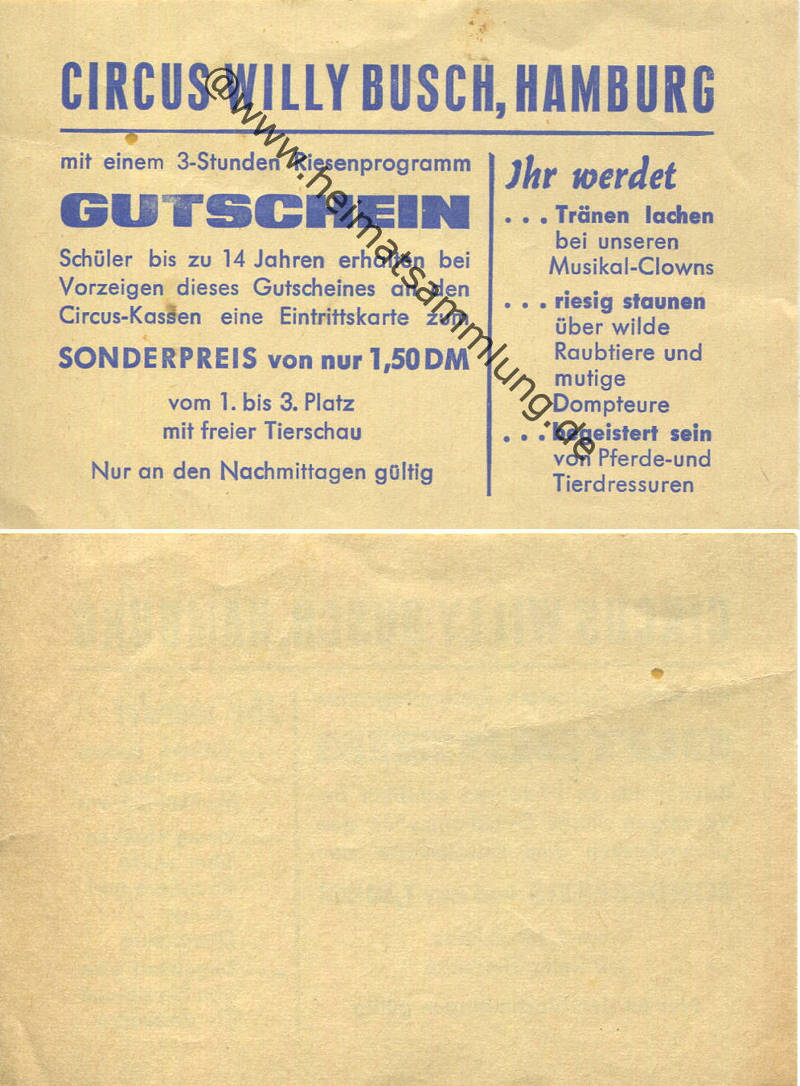 CIRCUS WILLY BUSCH, HAMBURG
mit einem 3-Stunden Riesenprogramm
GUTSCHEIN
Schüler bis zu 14 Jahren erhalten bei
Vorzeigen dieses Gutscheines an den
Circus-Kassen eine Eintrittskarte zum
SONDERPREIS von nur 1,50 DM
vom 1. bis 3. Platz
mit freier Tierschau
Nur an den Nachmittagen gültig
Ihr werdet
... Tränen lachen
bei unseren
Musikal-Clowns
... riesig staunen
über wilde
Raubtiere und
mutige
Dompteure
... begeistert sein
von Pferde-und
Tierdressuren
@www.heimatsammlung.de